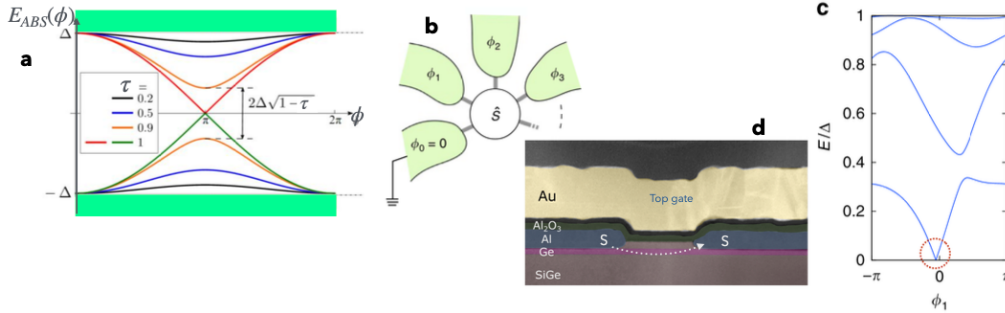 a
E_ABS(ϕ)
Δ
τ =
0.2
0.5
0.9
1
2Δ√1−τ
π
2π
ϕ
−Δ
b
ϕ₀ = 0
ϕ₁
ϕ₂
ϕ₃
ŝ
d
Au
Top gate
Al₂O₃
Al
S
S
Ge
SiGe
c
E/Δ
1
0.8
0.6
0.4
0.2
0
−π
0
π
ϕ₁